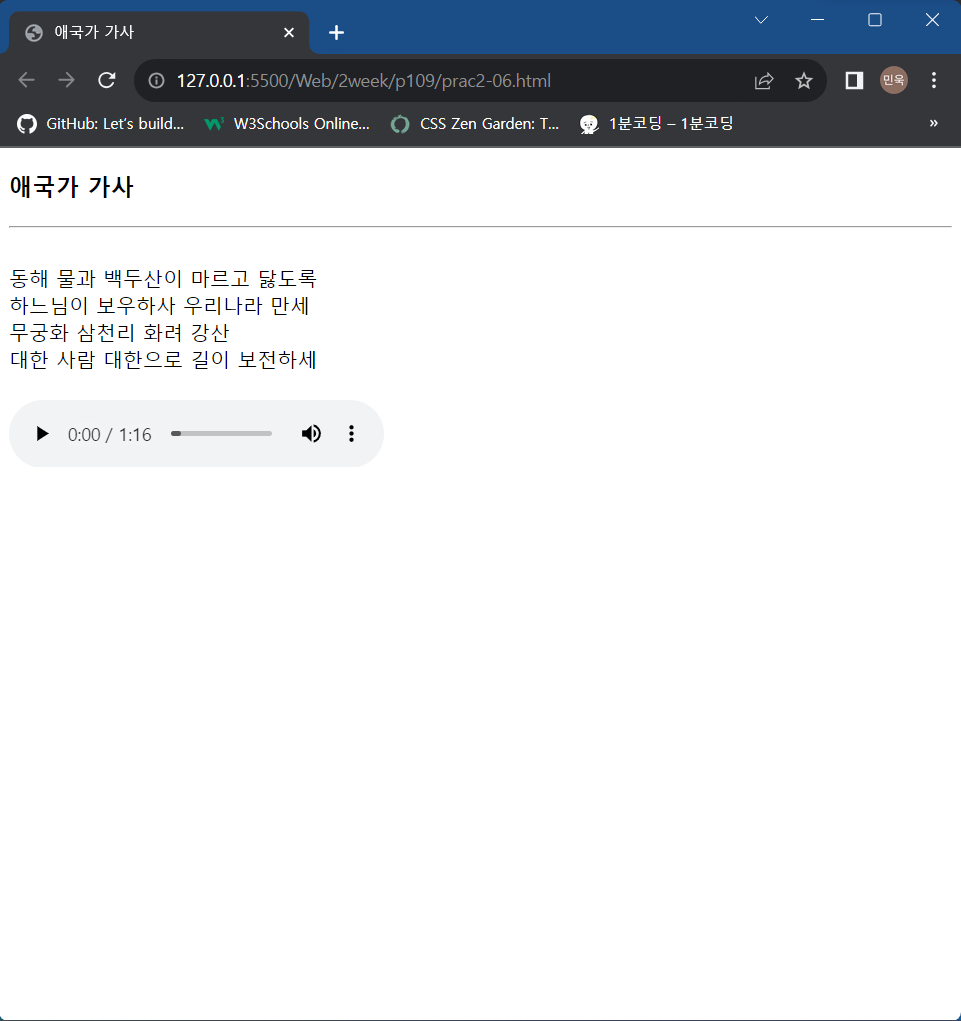 애국가 가사
127.0.0.1:5500/Web/2week/p109/prac2-06.html
민욱
GitHub: Let's build...
W3Schools Online...
CSS Zen Garden: T...
1분코딩 – 1분코딩
»
애국가 가사
동해 물과 백두산이 마르고 닳도록
하느님이 보우하사 우리나라 만세
무궁화 삼천리 화려 강산
대한 사람 대한으로 길이 보전하세
0:00 / 1:16